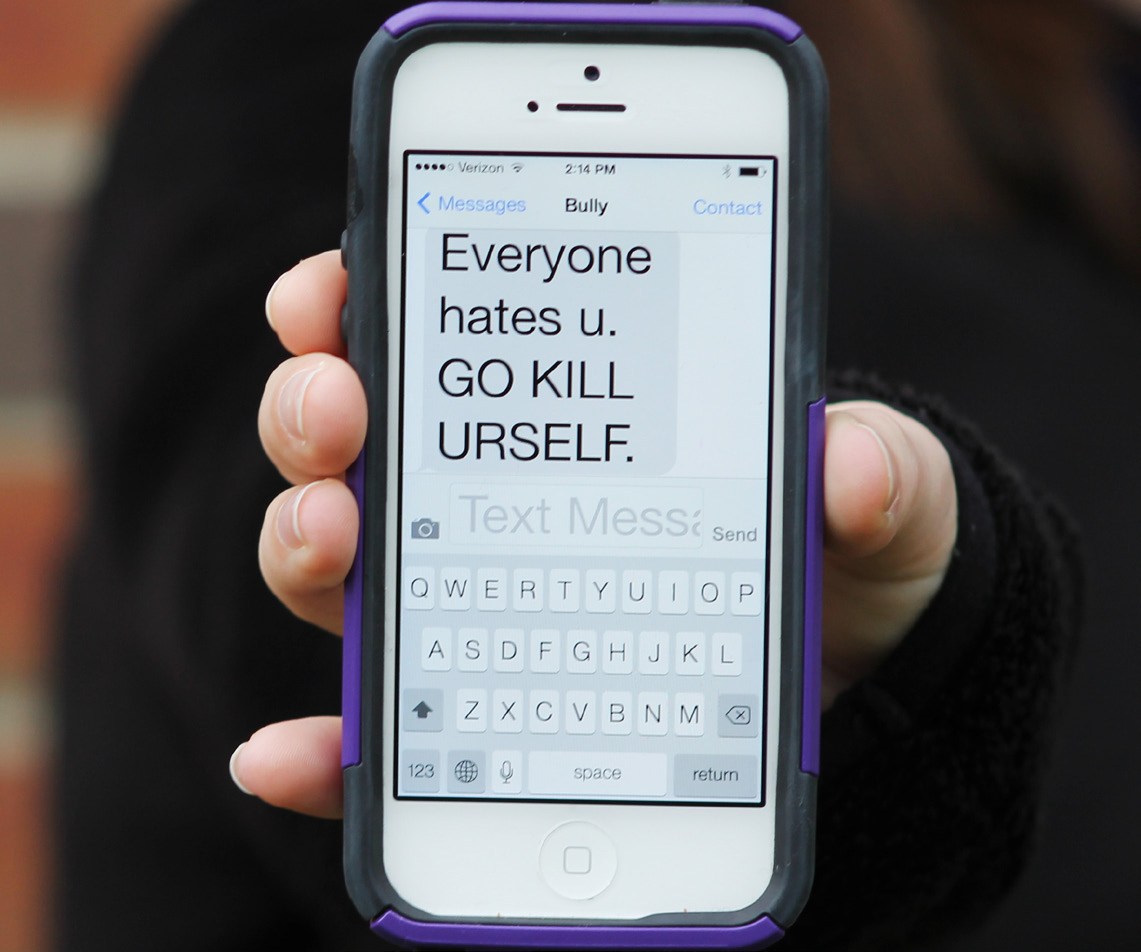 Verizon 2:14 PM
Messages Bully Contact
Everyone
hates u.
GO KILL
URSELF.
Text Messa
Send
Q W E R T Y U I O P
A S D F G H J K L
Z X C V B N M
123 space return